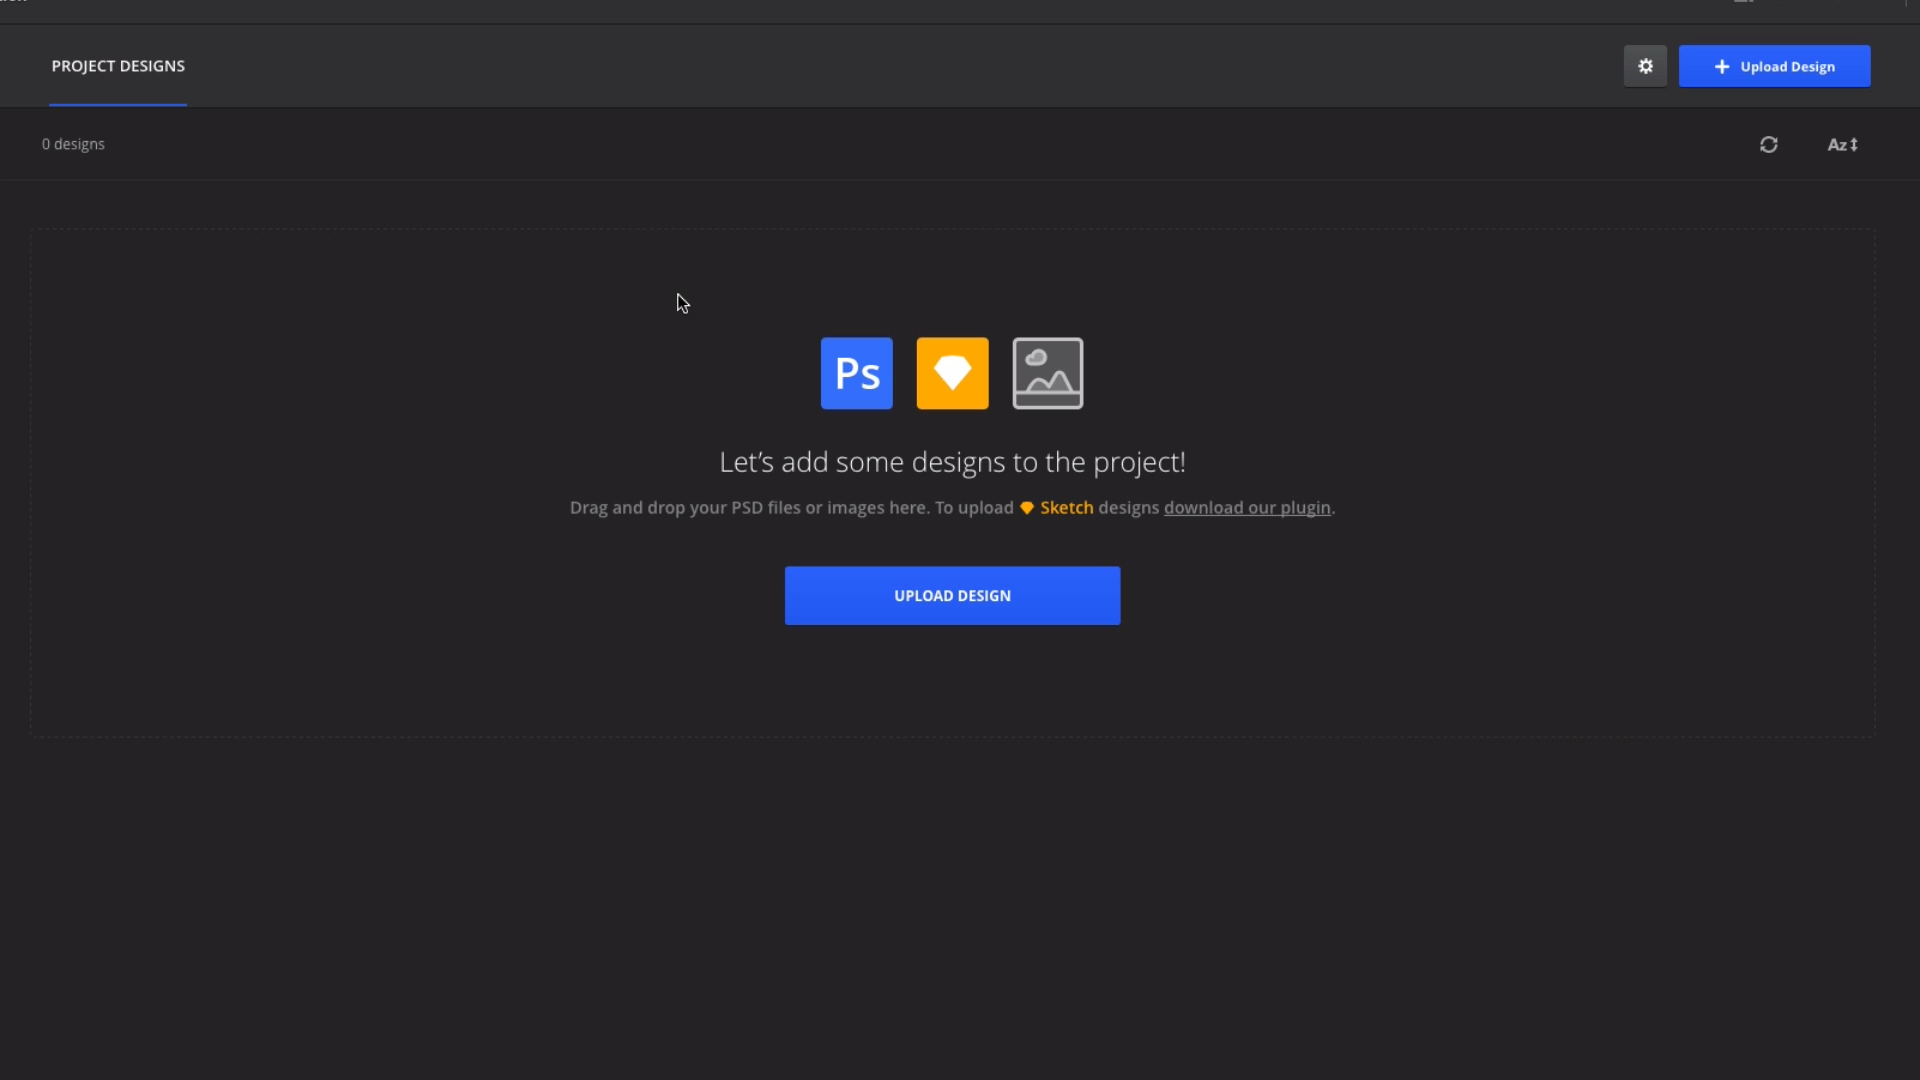 PROJECT DESIGNS
+ Upload Design
0 designs
Az
Ps
Let’s add some designs to the project!
Drag and drop your PSD files or images here. To upload Sketch designs download our plugin.
UPLOAD DESIGN